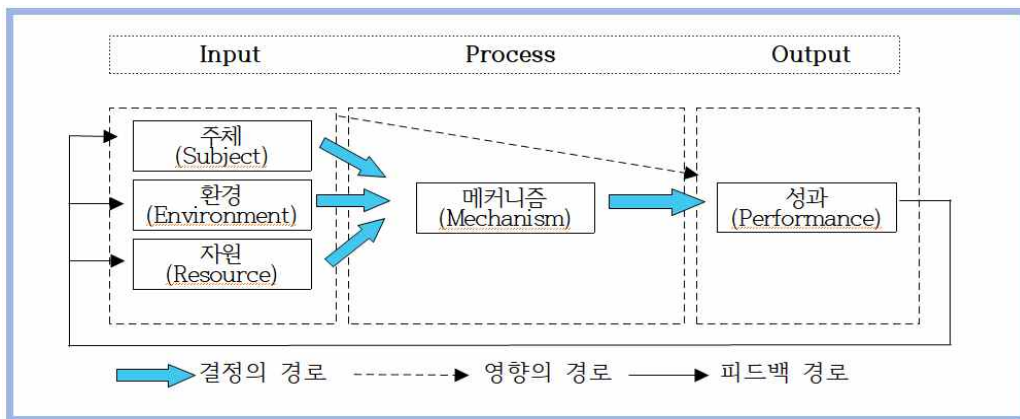 Input Process Output
주체
(Subject)
환경
(Environment)
자원
(Resource)
메커니즘
(Mechanism)
성과
(Performance)
결정의 경로 영향의 경로 피드백 경로